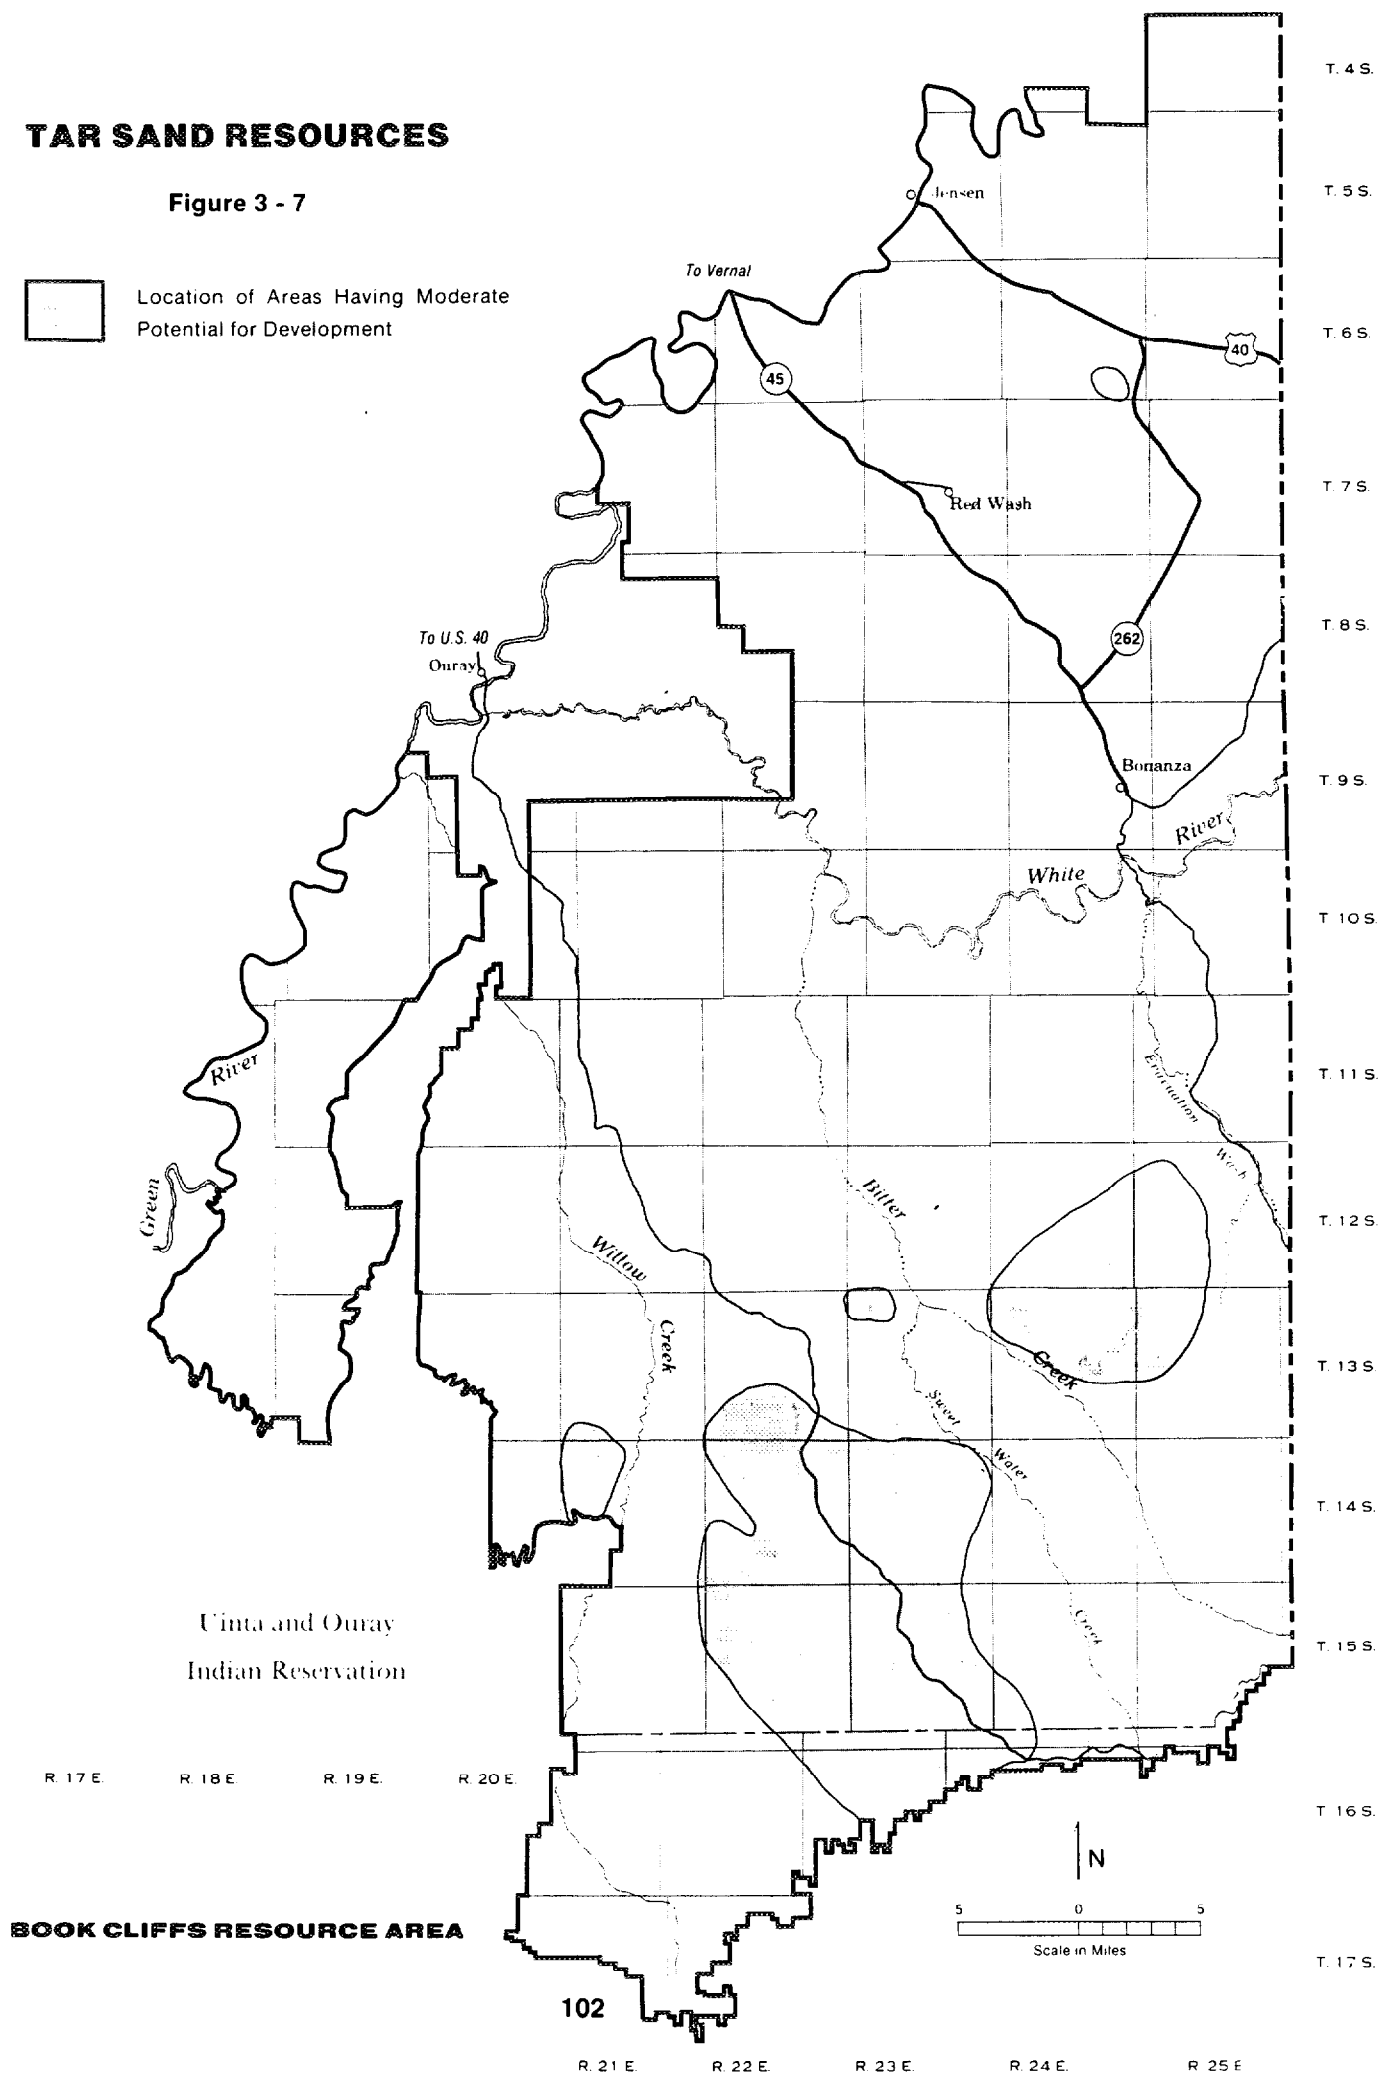 T. 4 S.
TAR SAND RESOURCES
T. 5 S.
Figure 3 - 7
Jensen
To Vernal
Location of Areas Having Moderate
Potential for Development
T. 6 S.
40
45
T. 7 S.
Red Wash
T. 8 S.
To U.S. 40
262
Ouray
Bonanza
T. 9 S.
River
White
T 10 S.
River
T. 11 S.
Evacuation
Wash
Green
Bitter
T. 12 S.
Willow
Creek
Creek
T. 13 S.
Sweet
Water
T. 14 S.
Creek
Uinta and Ouray
Indian Reservation
T. 15 S.
R. 17 E.
R. 18 E.
R. 19 E.
R. 20 E.
T 16 S.
N
BOOK CLIFFS RESOURCE AREA
5 0 5
Scale in Miles
T. 17 S.
102
R. 21 E.
R. 22 E.
R. 23 E.
R. 24 E.
R. 25 E